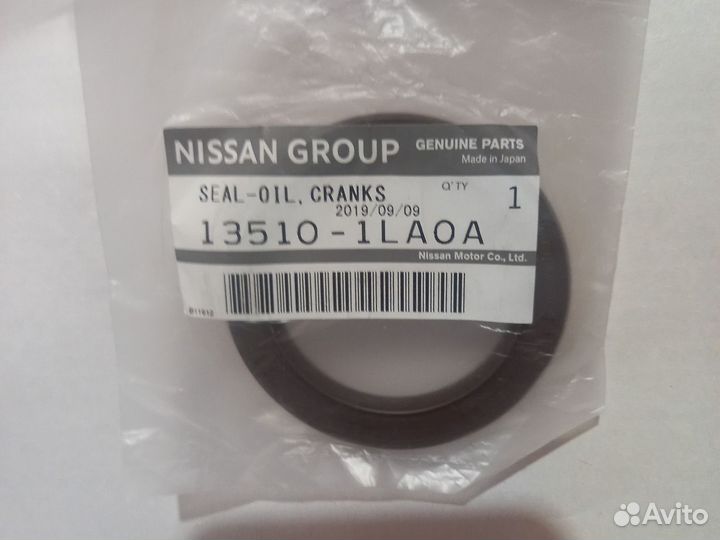 NISSAN GROUP
GENUINE PARTS
Made in Japan
SEAL-OIL, CRANKS
Q'TY
1
2019/09/09
13510-1LA0A
Nissan Motor Co., Ltd.
B11612
Avito